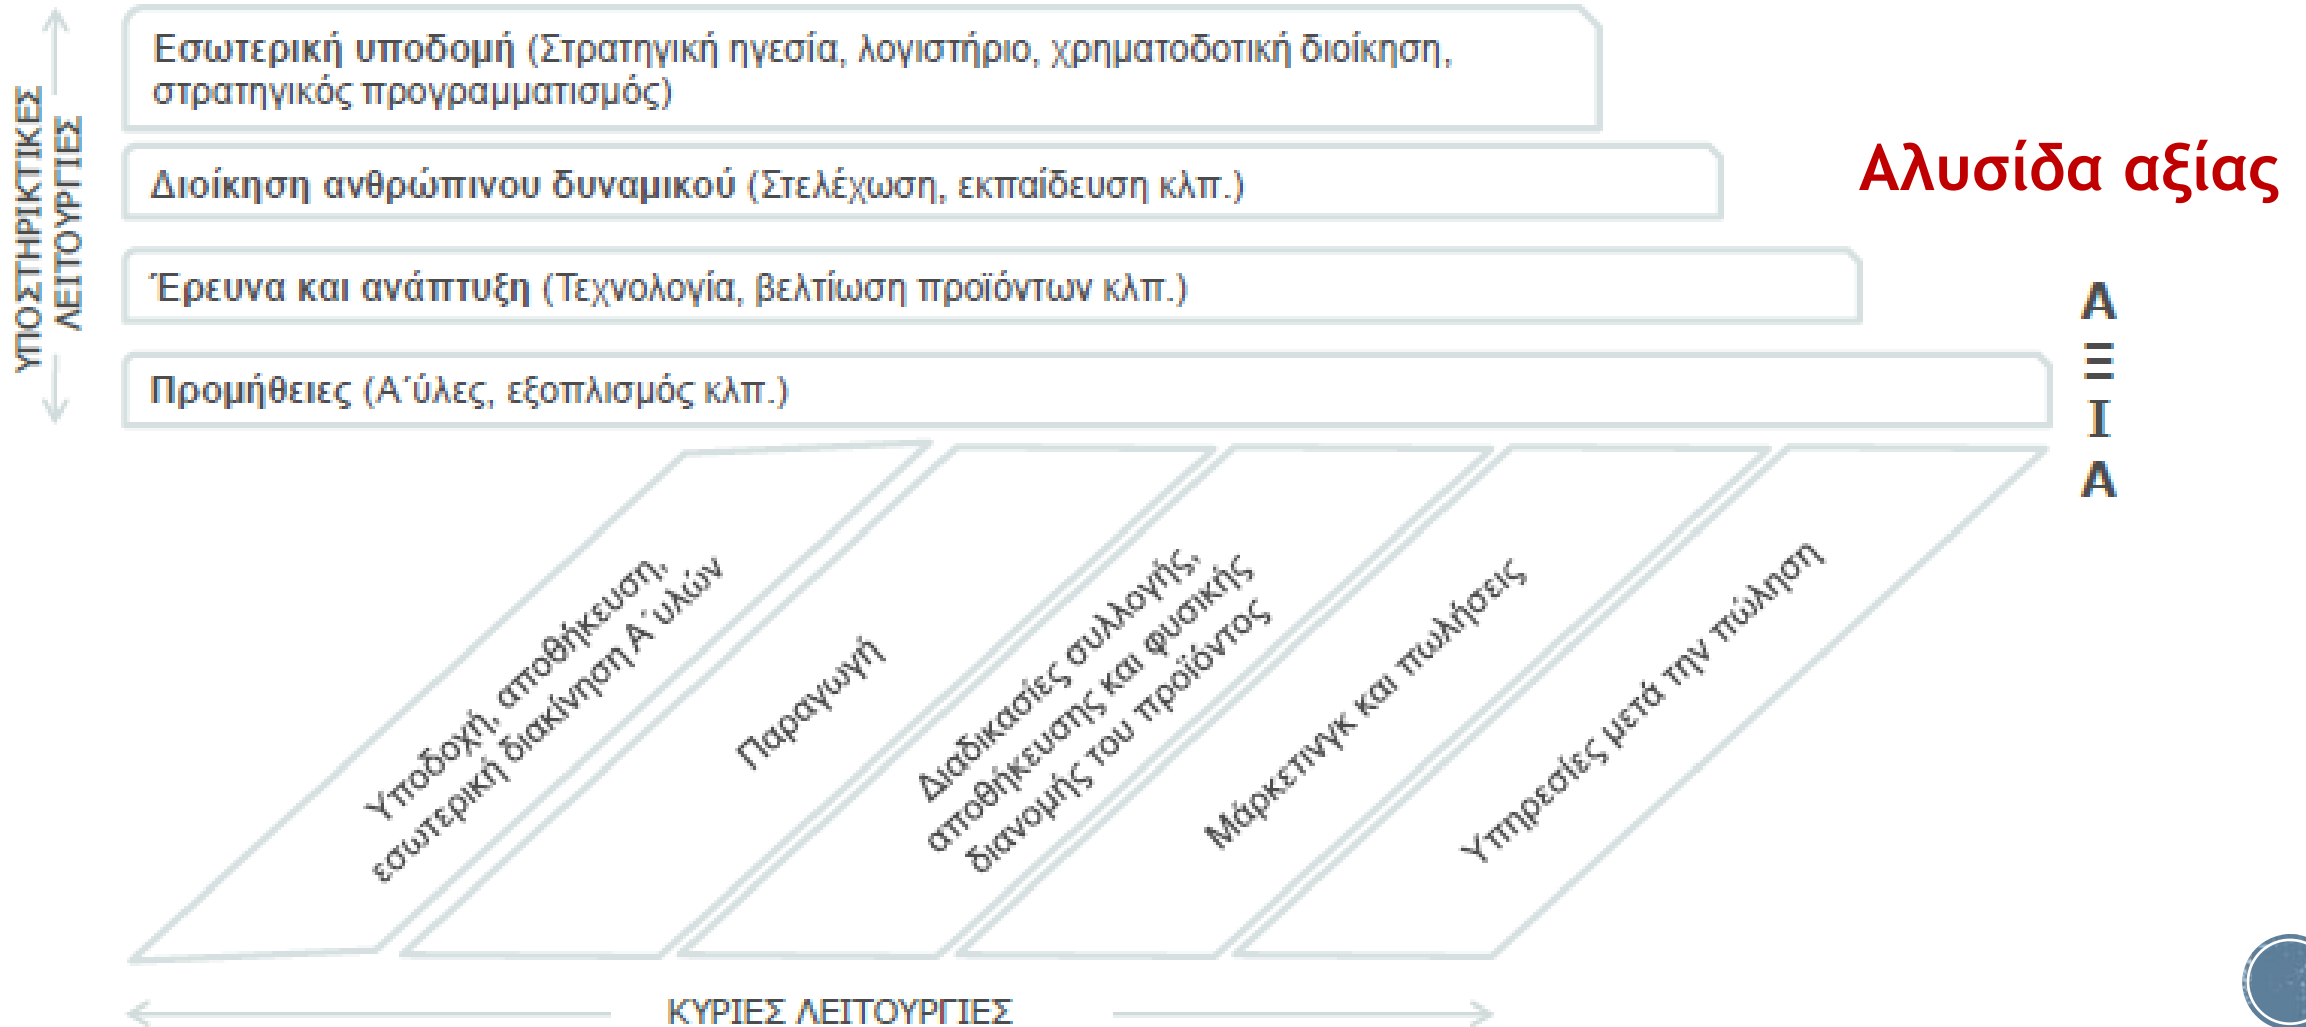 ΥΠΟΣΤΗΡΙΚΤΙΚΕΣ
ΛΕΙΤΟΥΡΓΙΕΣ
Εσωτερική υποδομή (Στρατηγική ηγεσία, λογιστήριο, χρηματοδοτική διοίκηση,
στρατηγικός προγραμματισμός)
Διοίκηση ανθρώπινου δυναμικού (Στελέχωση, εκπαίδευση κλπ.)
Έρευνα και ανάπτυξη (Τεχνολογία, βελτίωση προϊόντων κλπ.)
Προμήθειες (Α΄ύλες, εξοπλισμός κλπ.)
Αλυσίδα αξίας
Α
Ξ
Ι
Α
Υποδοχή, αποθήκευση,
εσωτερική διακίνηση Α΄υλών
Παραγωγή
Διαδικασίες συλλογής,
αποθήκευσης και φυσικής
διανομής του προϊόντος
Μάρκετινγκ και πωλήσεις
Υπηρεσίες μετά την πώληση
ΚΥΡΙΕΣ ΛΕΙΤΟΥΡΓΙΕΣ